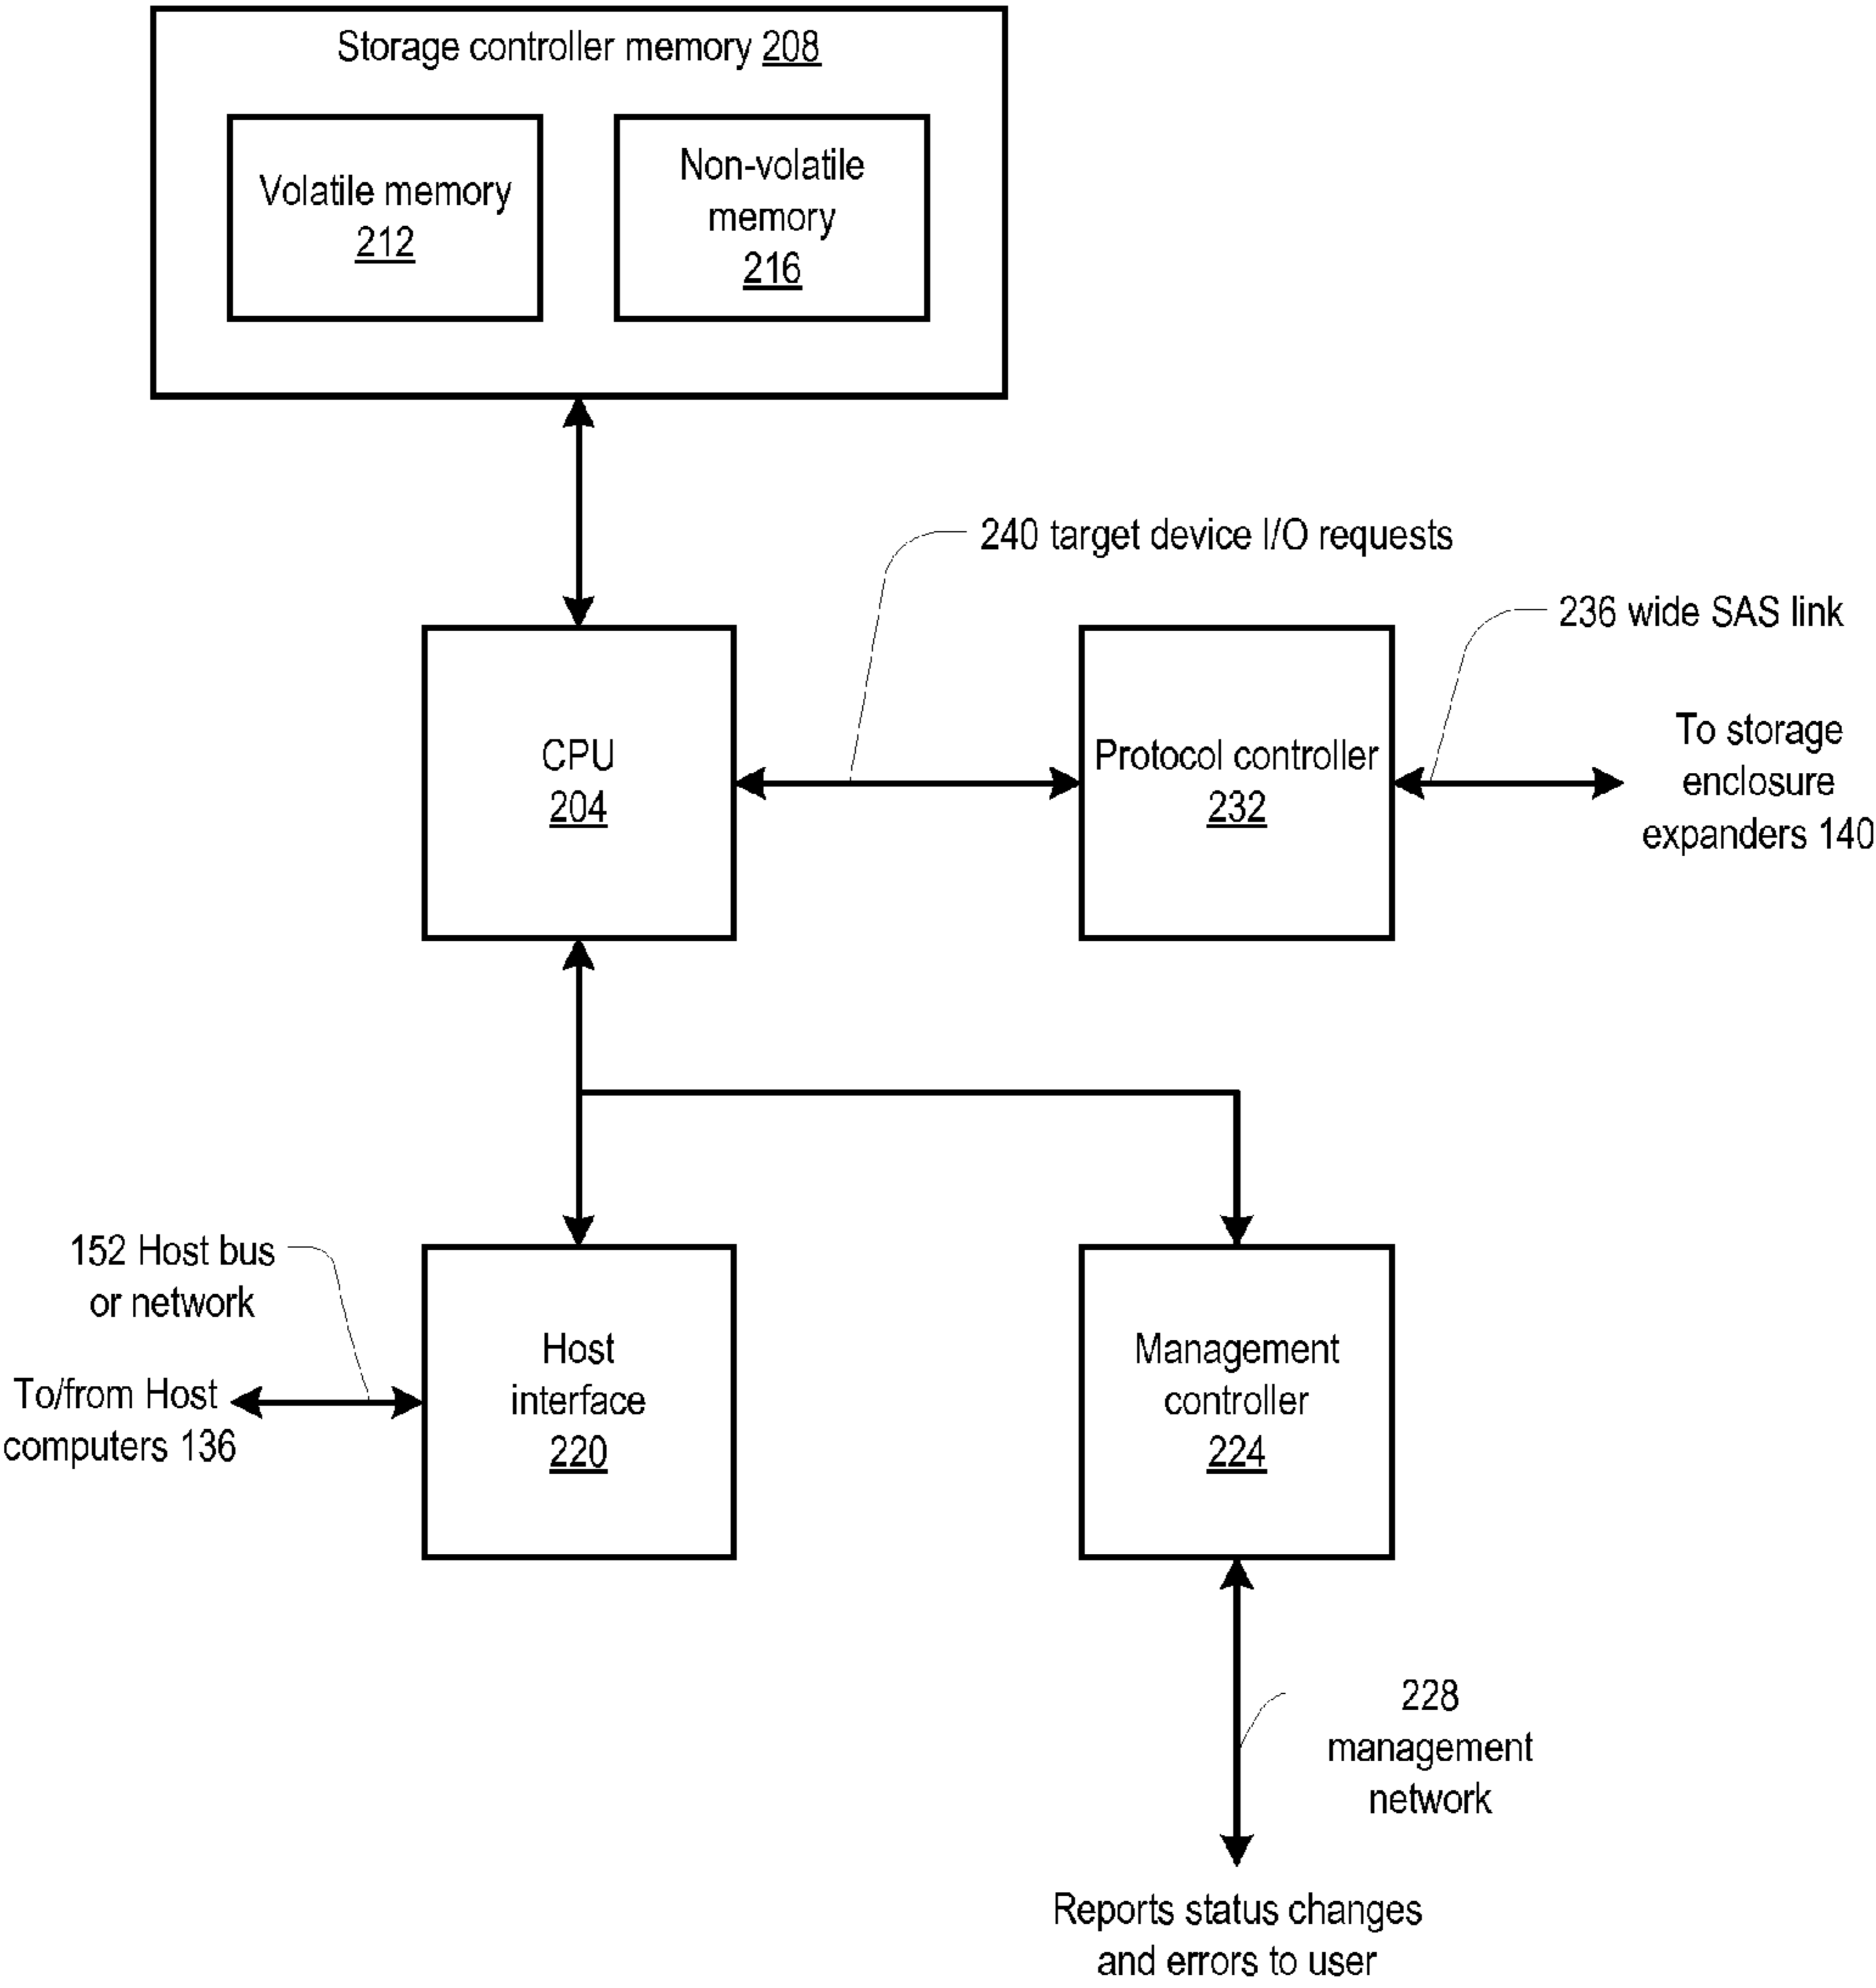 Storage controller memory 208
Volatile memory
212
Non-volatile
memory
216
240 target device I/O requests
236 wide SAS link
CPU
204
Protocol controller
232
To storage
enclosure
expanders 140
152 Host bus
or network
To/from Host
computers 136
Host
interface
220
Management
controller
224
228
management
network
Reports status changes
and errors to user